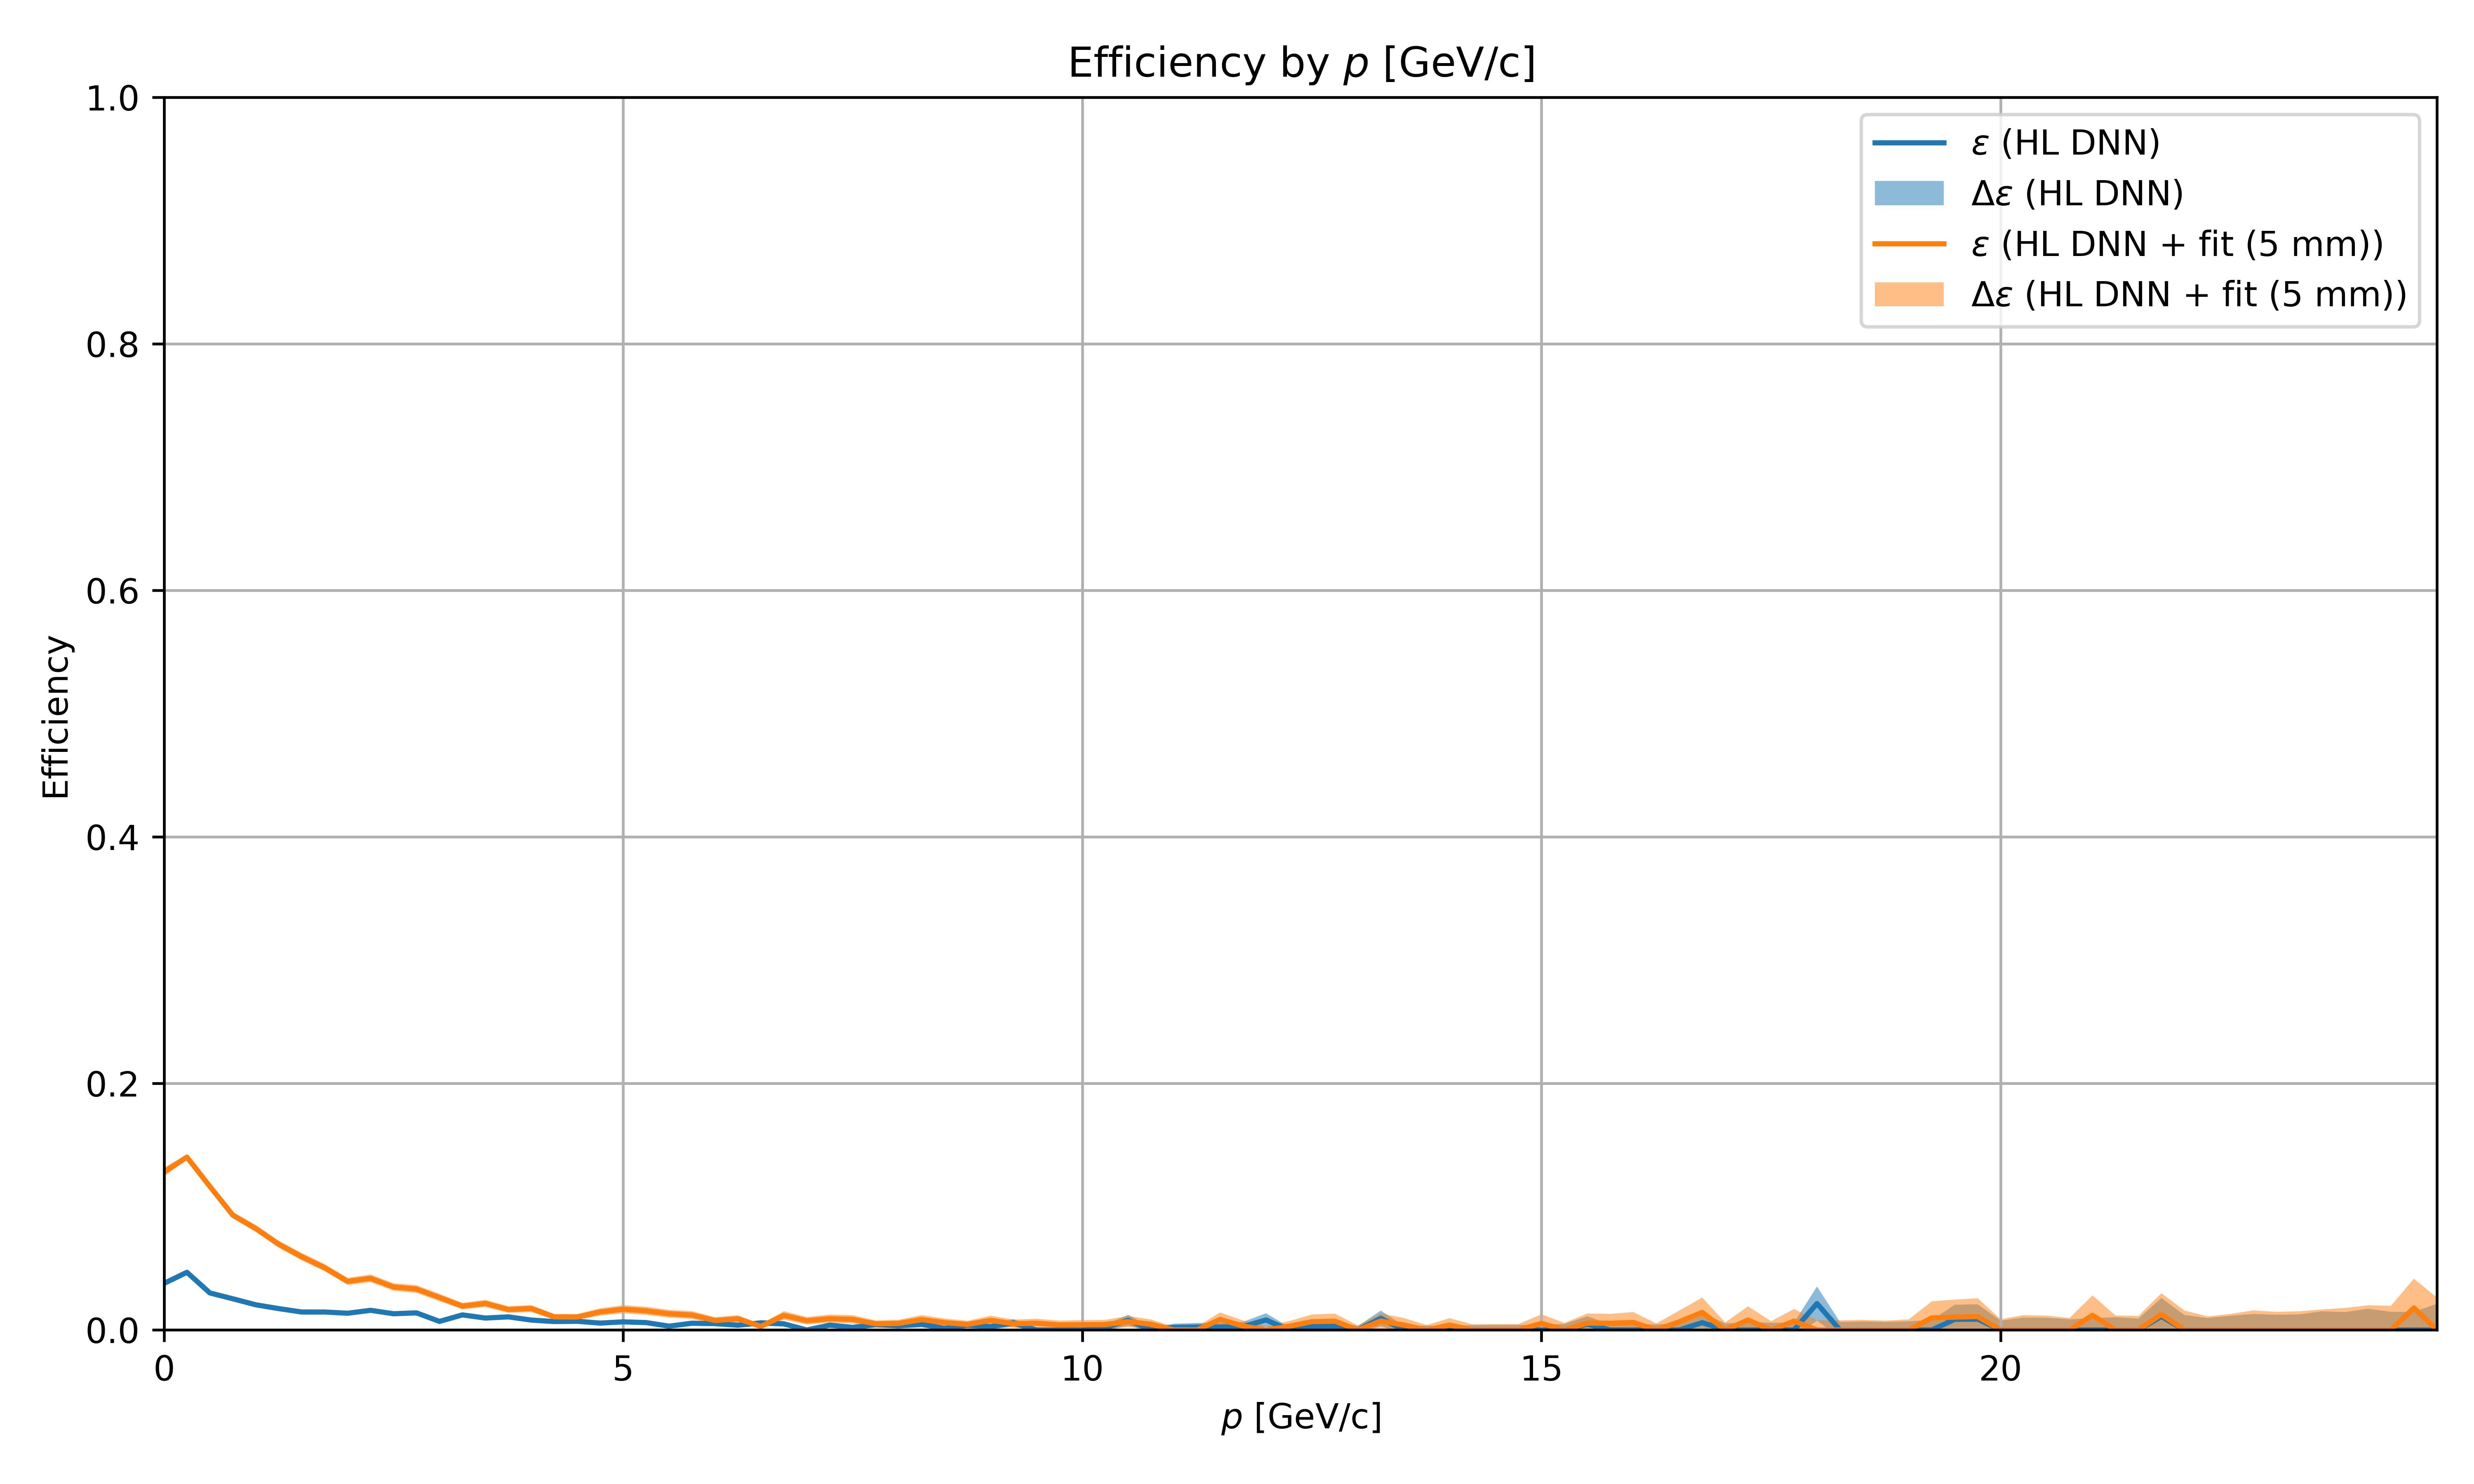 Efficiency by p [GeV/c]
1.0
0.8
0.6
0.4
0.2
0.0
Efficiency
ε (HL DNN)
Δε (HL DNN)
ε (HL DNN + fit (5 mm))
Δε (HL DNN + fit (5 mm))
0 5 10 15 20
p [GeV/c]